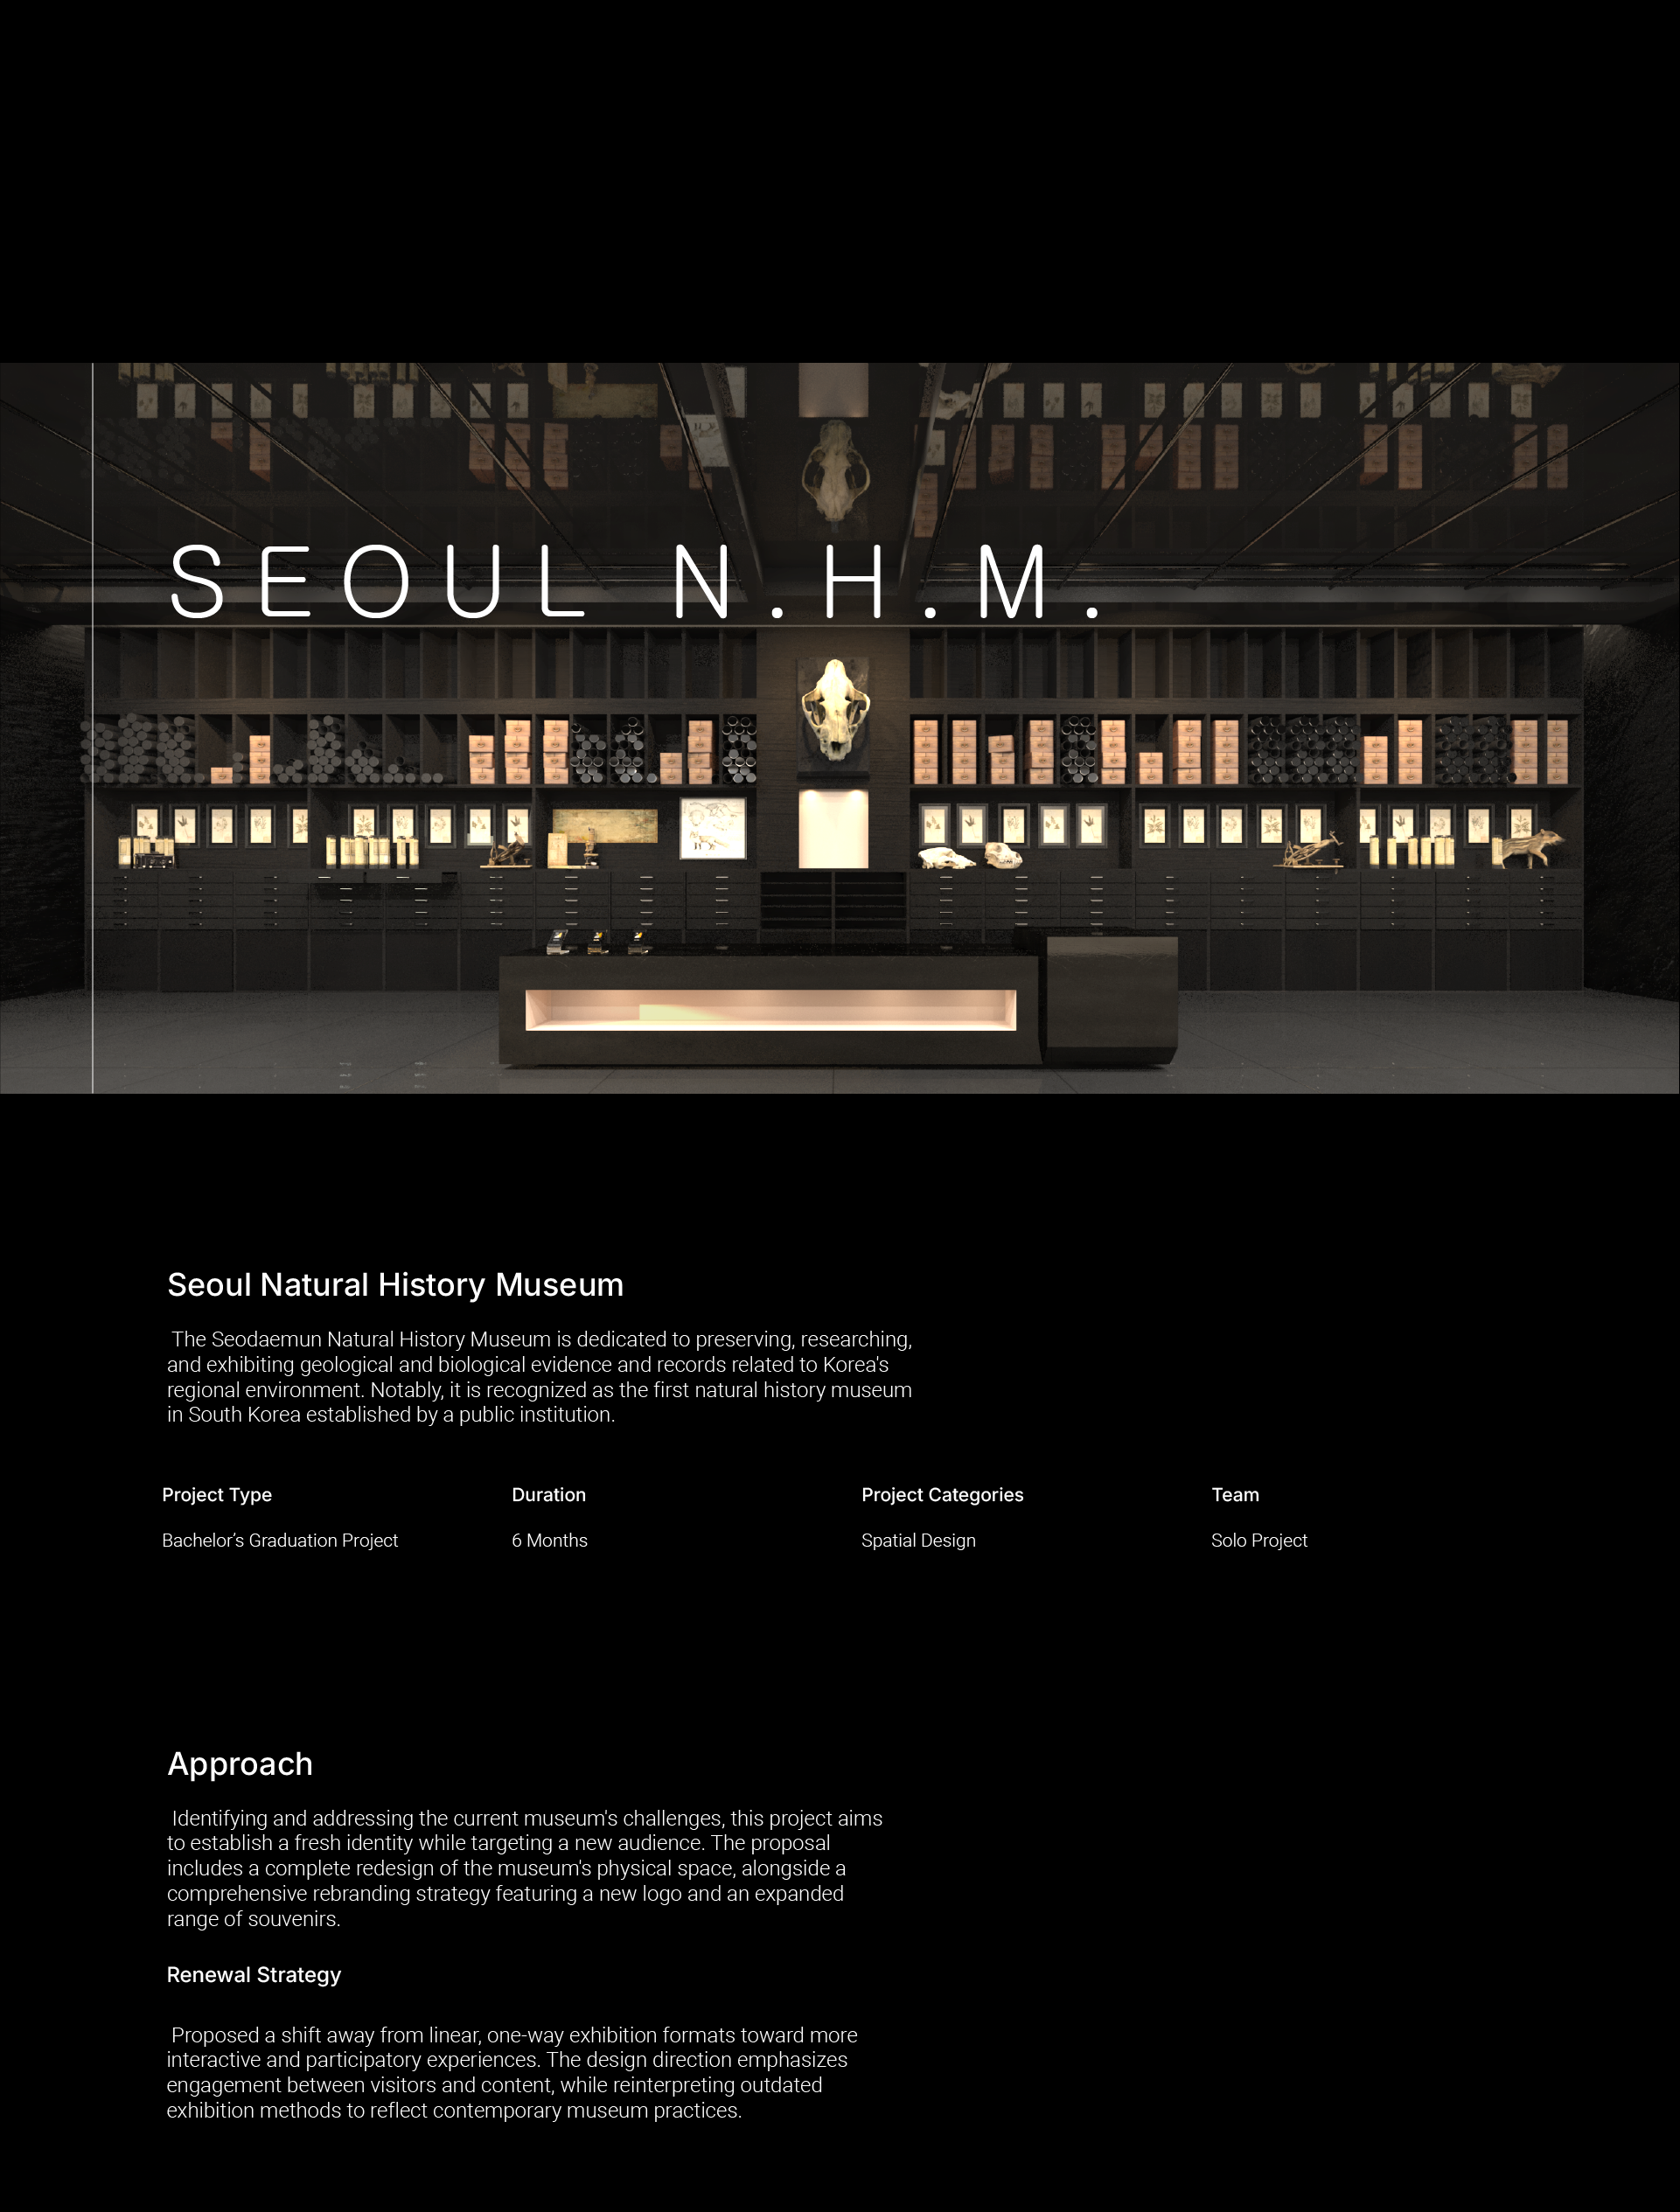 SEOUL N.H.M.
Seoul Natural History Museum
The Seodaemun Natural History Museum is dedicated to preserving, researching,
and exhibiting geological and biological evidence and records related to Korea's
regional environment. Notably, it is recognized as the first natural history museum
in South Korea established by a public institution.
Project Type
Bachelor’s Graduation Project
Duration
6 Months
Project Categories
Spatial Design
Team
Solo Project
Approach
Identifying and addressing the current museum's challenges, this project aims
to establish a fresh identity while targeting a new audience. The proposal
includes a complete redesign of the museum's physical space, alongside a
comprehensive rebranding strategy featuring a new logo and an expanded
range of souvenirs.
Renewal Strategy
Proposed a shift away from linear, one-way exhibition formats toward more
interactive and participatory experiences. The design direction emphasizes
engagement between visitors and content, while reinterpreting outdated
exhibition methods to reflect contemporary museum practices.